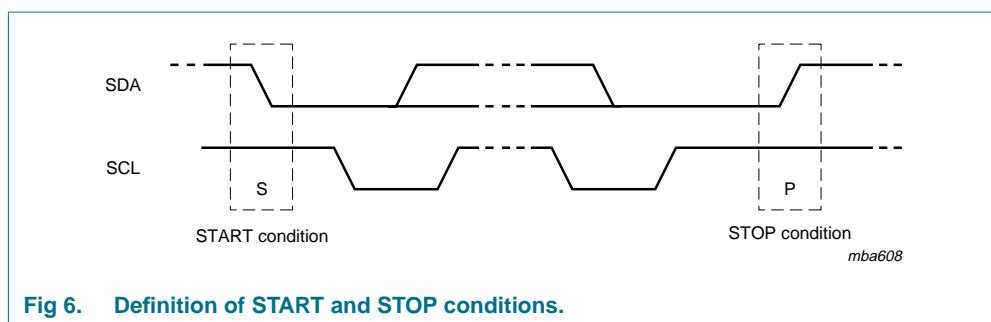 SDA
SCL
S
P
START condition
STOP condition
mba608
Fig 6. Definition of START and STOP conditions.